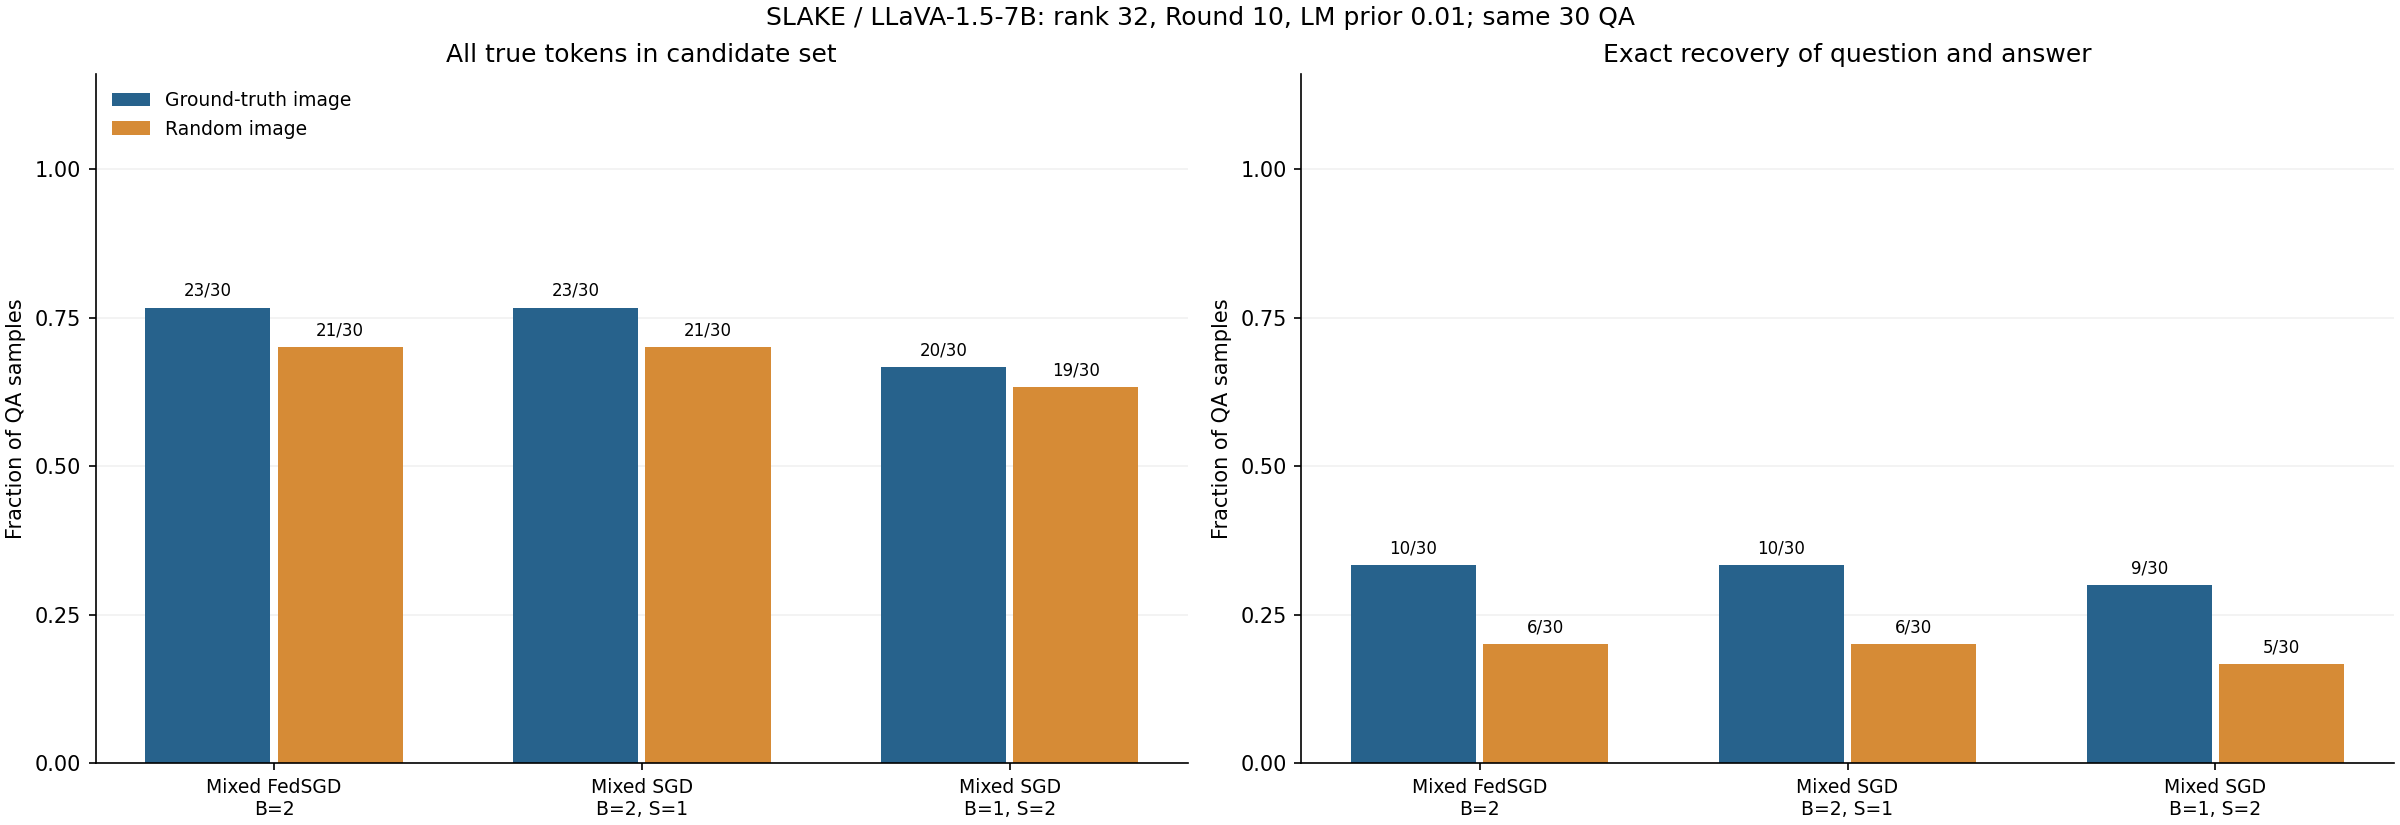 SLAKE / LLaVA-1.5-7B: rank 32, Round 10, LM prior 0.01; same 30 QA
All true tokens in candidate set
Ground-truth image
Random image
Fraction of QA samples
1.00
0.75
0.50
0.25
0.00
23/30
21/30
23/30
21/30
20/30
19/30
Mixed FedSGD
B=2
Mixed SGD
B=2, S=1
Mixed SGD
B=1, S=2
Exact recovery of question and answer
Fraction of QA samples
1.00
0.75
0.50
0.25
0.00
10/30
6/30
10/30
6/30
9/30
5/30
Mixed FedSGD
B=2
Mixed SGD
B=2, S=1
Mixed SGD
B=1, S=2